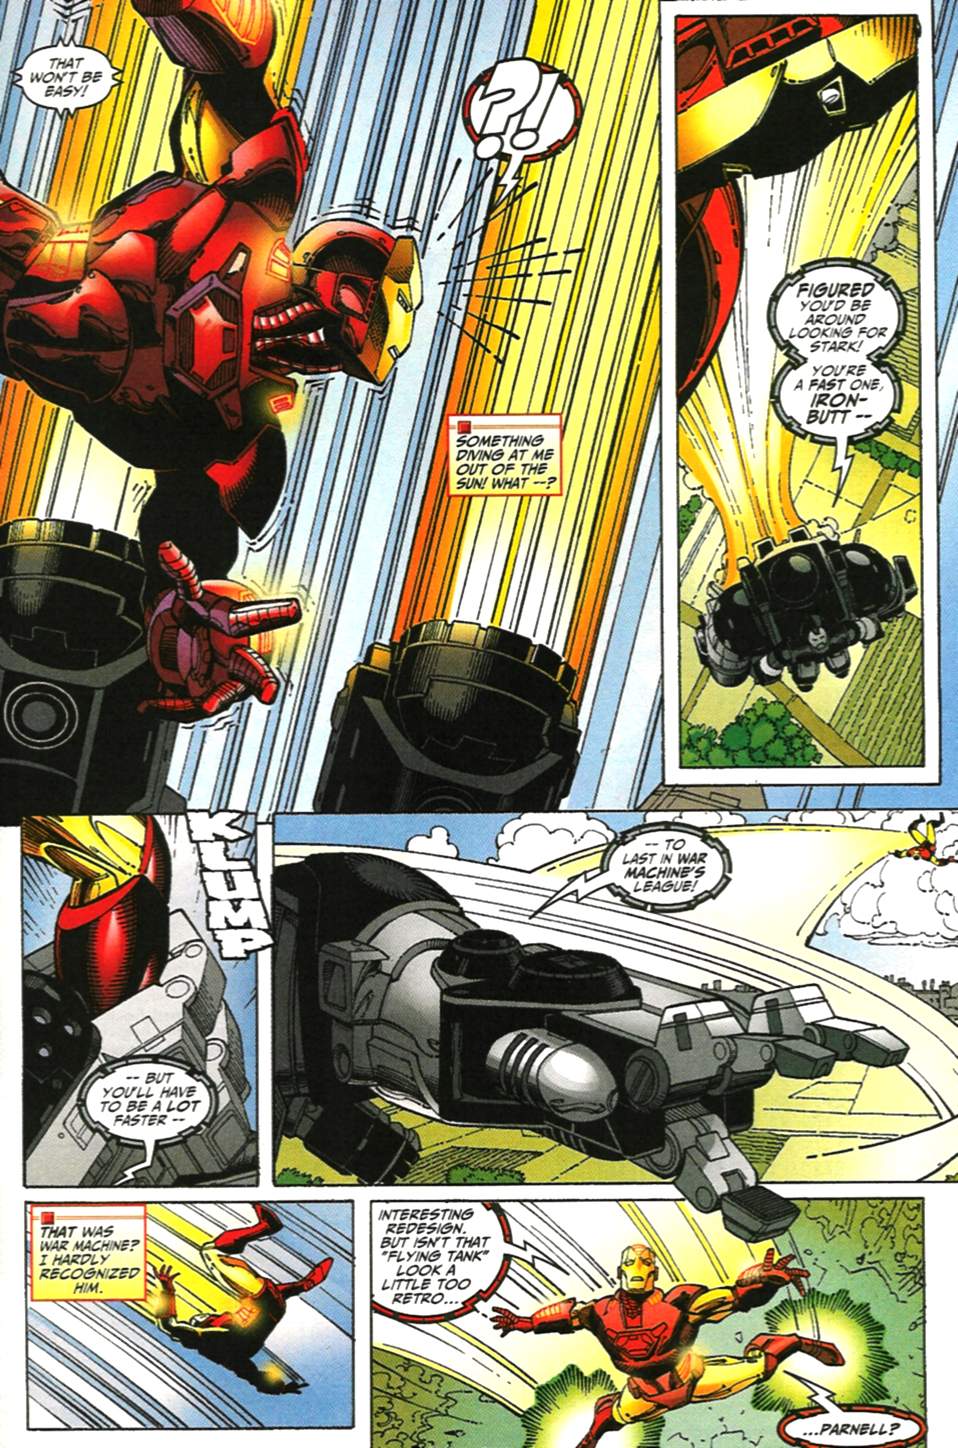 THAT
WON'T BE
EASY!
?!
SOMETHING
DIVING AT ME
OUT OF THE
SUN! WHAT --?
FIGURED
YOU'D BE
AROUND
LOOKING FOR
STARK!
YOU'RE
A FAST ONE,
IRON-
BUTT --
KLUMP
-- BUT
YOU'LL HAVE
TO BE A LOT
FASTER --
-- TO
LAST IN WAR
MACHINE'S
LEAGUE!
THAT WAS
WAR MACHINE?
I HARDLY
RECOGNIZED
HIM.
INTERESTING
REDESIGN.
BUT ISN'T THAT
"FLYING TANK"
LOOK A
LITTLE TOO
RETRO....
...PARNELL?